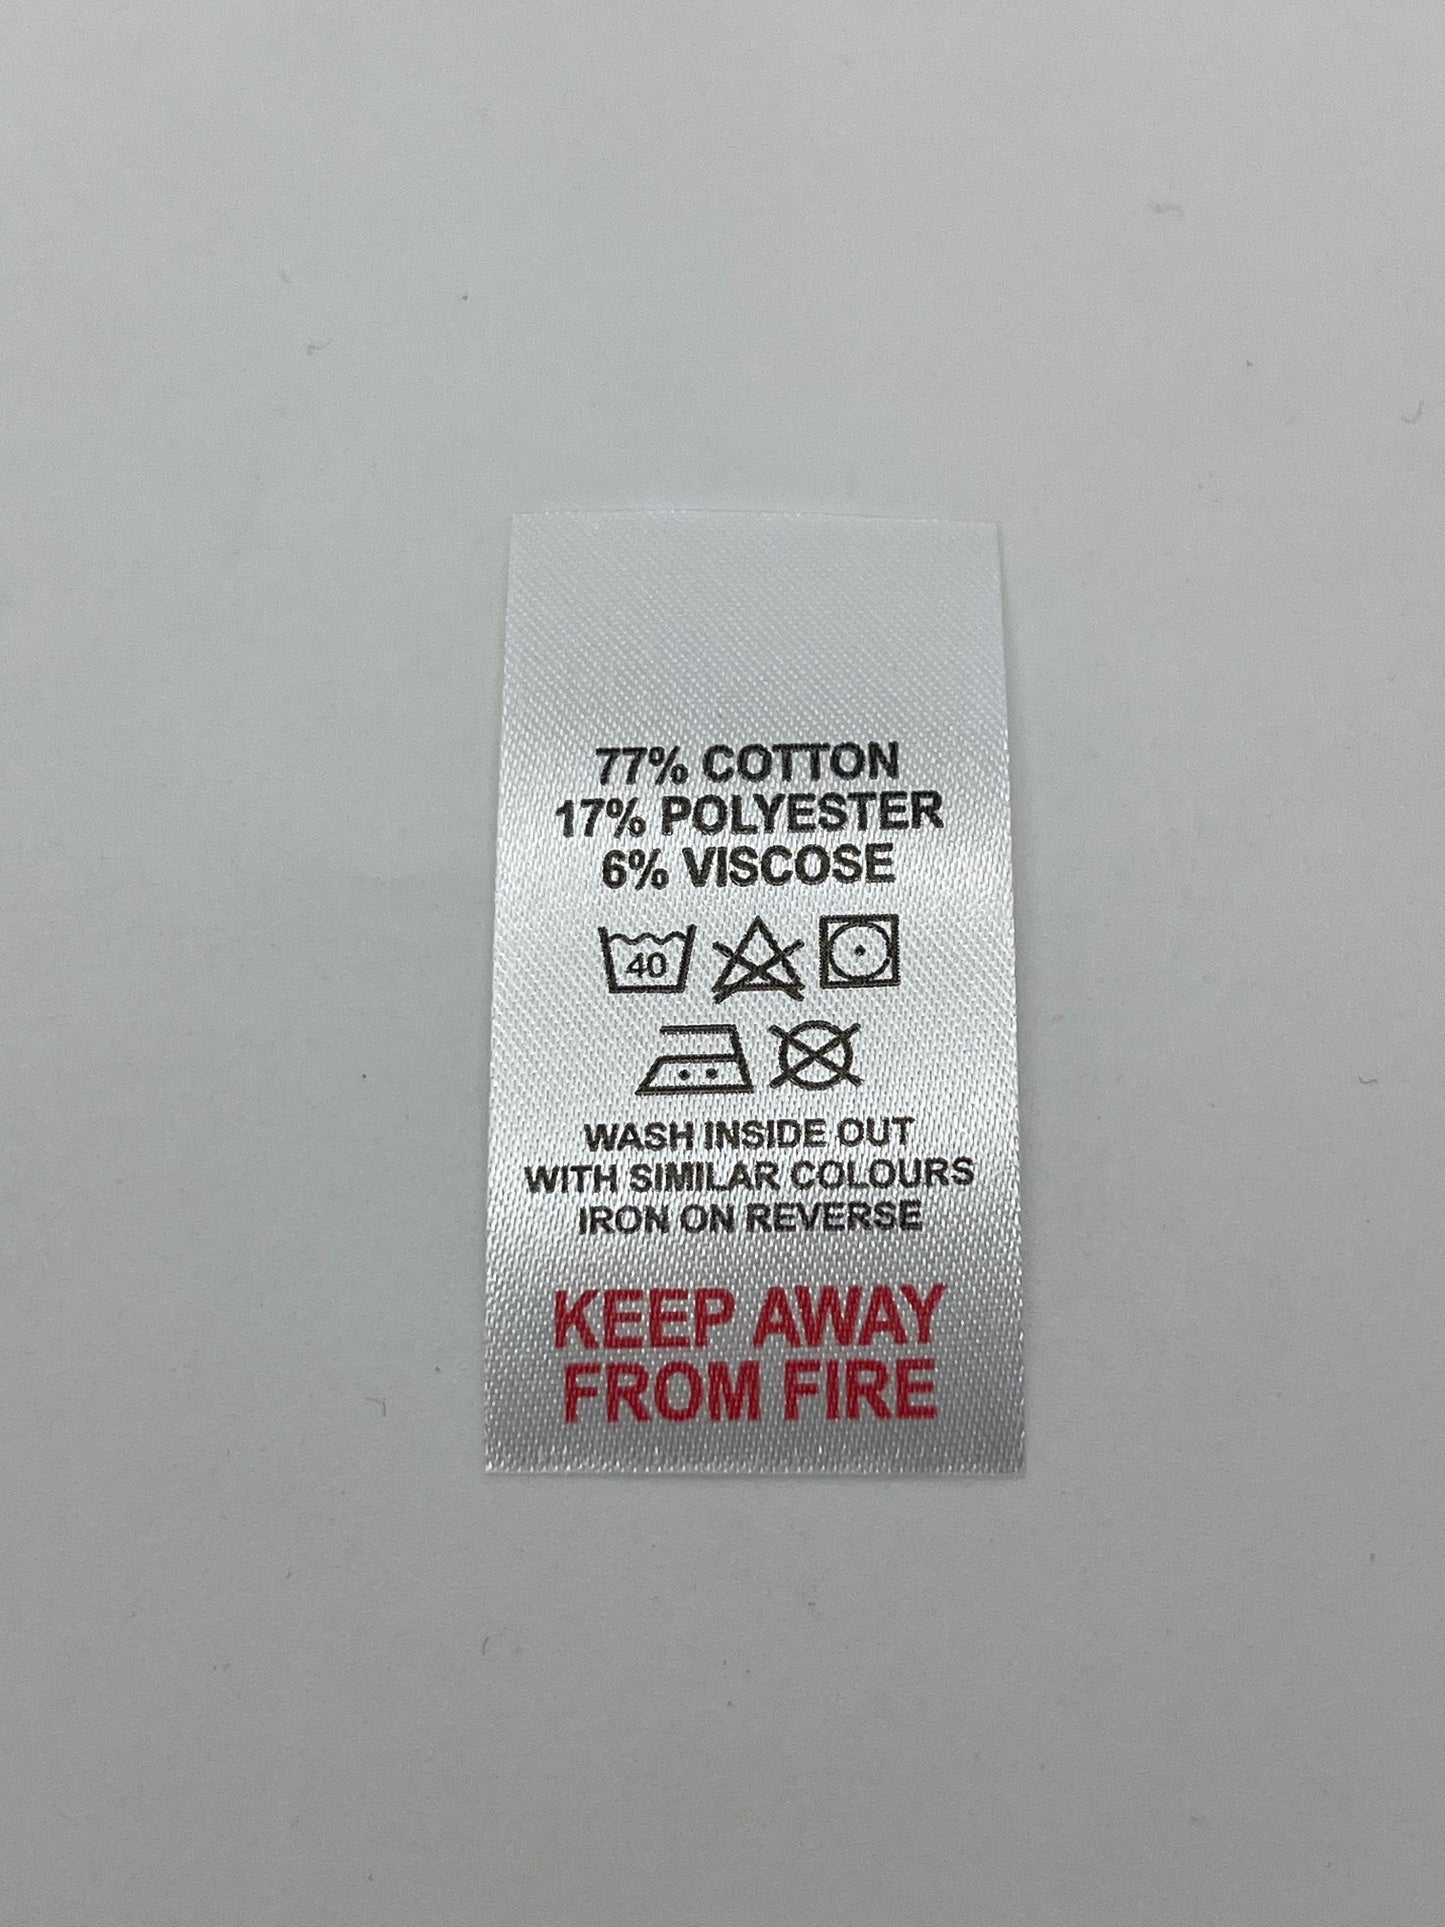 77% COTTON
17% POLYESTER
6% VISCOSE
40
WASH INSIDE OUT
WITH SIMILAR COLOURS
IRON ON REVERSE
KEEP AWAY
FROM FIRE